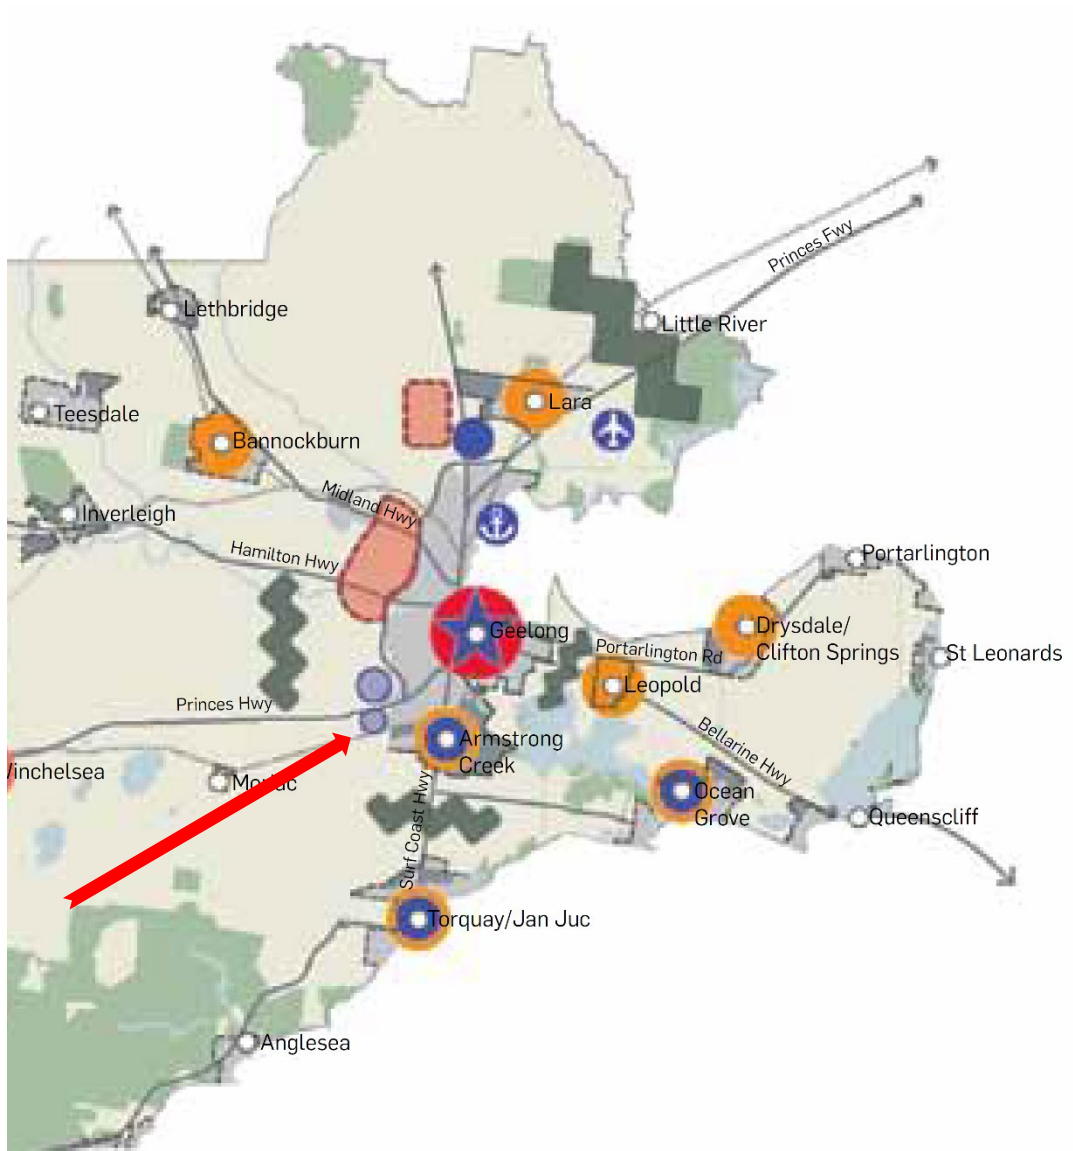 Princes Fwy
Lethbridge
Little River
Teesdale
Lara
Bannockburn
Midland Hwy
Inverleigh
Hamilton Hwy
Portarlington
Geelong
Drysdale/
Clifton Springs
Portarlington Rd
St Leonards
Leopold
Princes Hwy
Bellarine Hwy
Armstrong
Creek
Winchelsea
Ocean
Grove
Surf Coast Hwy
Queenscliff
Torquay/Jan Juc
Anglesea